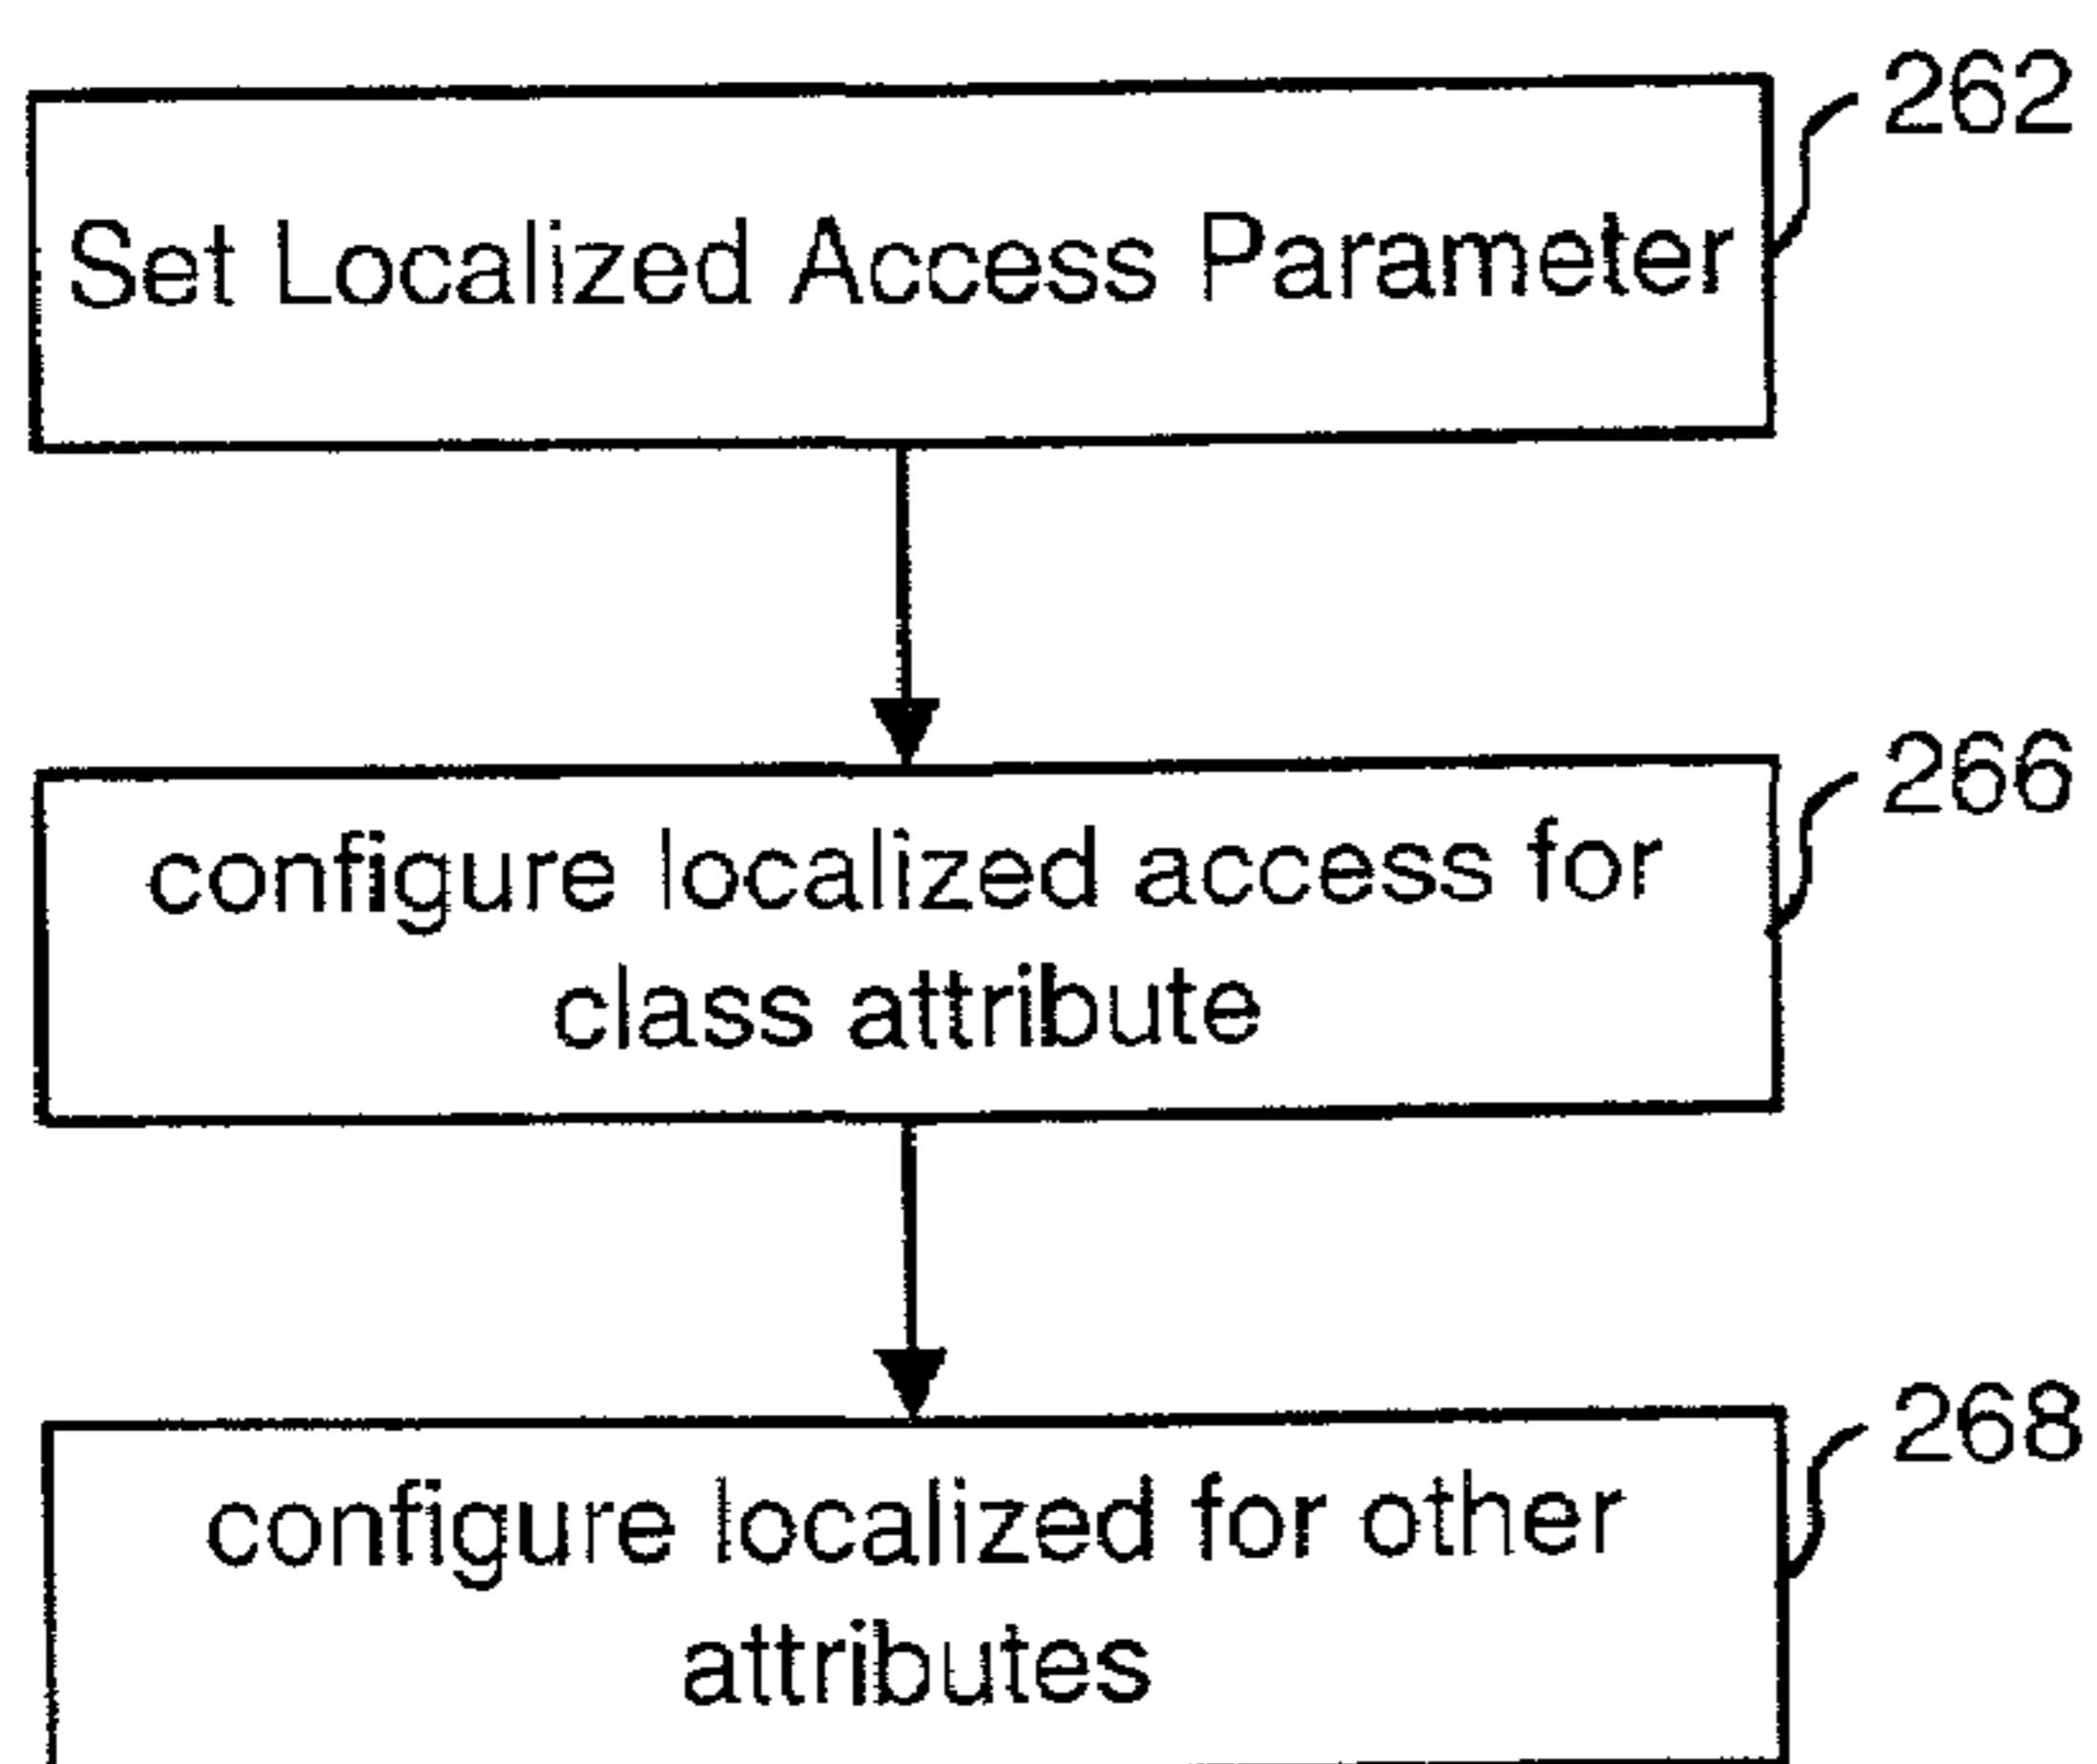 262
Set Localized Access Parameter
266
configure localized access for
class attribute
268
configure localized for other
attributes